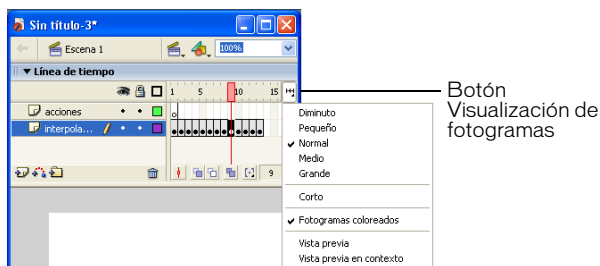 Sin título-3*
Escena 1
100%
Línea de tiempo
1 5 10 15
acciones
interpola...
9
Diminuto
Pequeño
Normal
Medio
Grande
Corto
Fotogramas coloreados
Vista previa
Vista previa en contexto
Botón
Visualización de
fotogramas